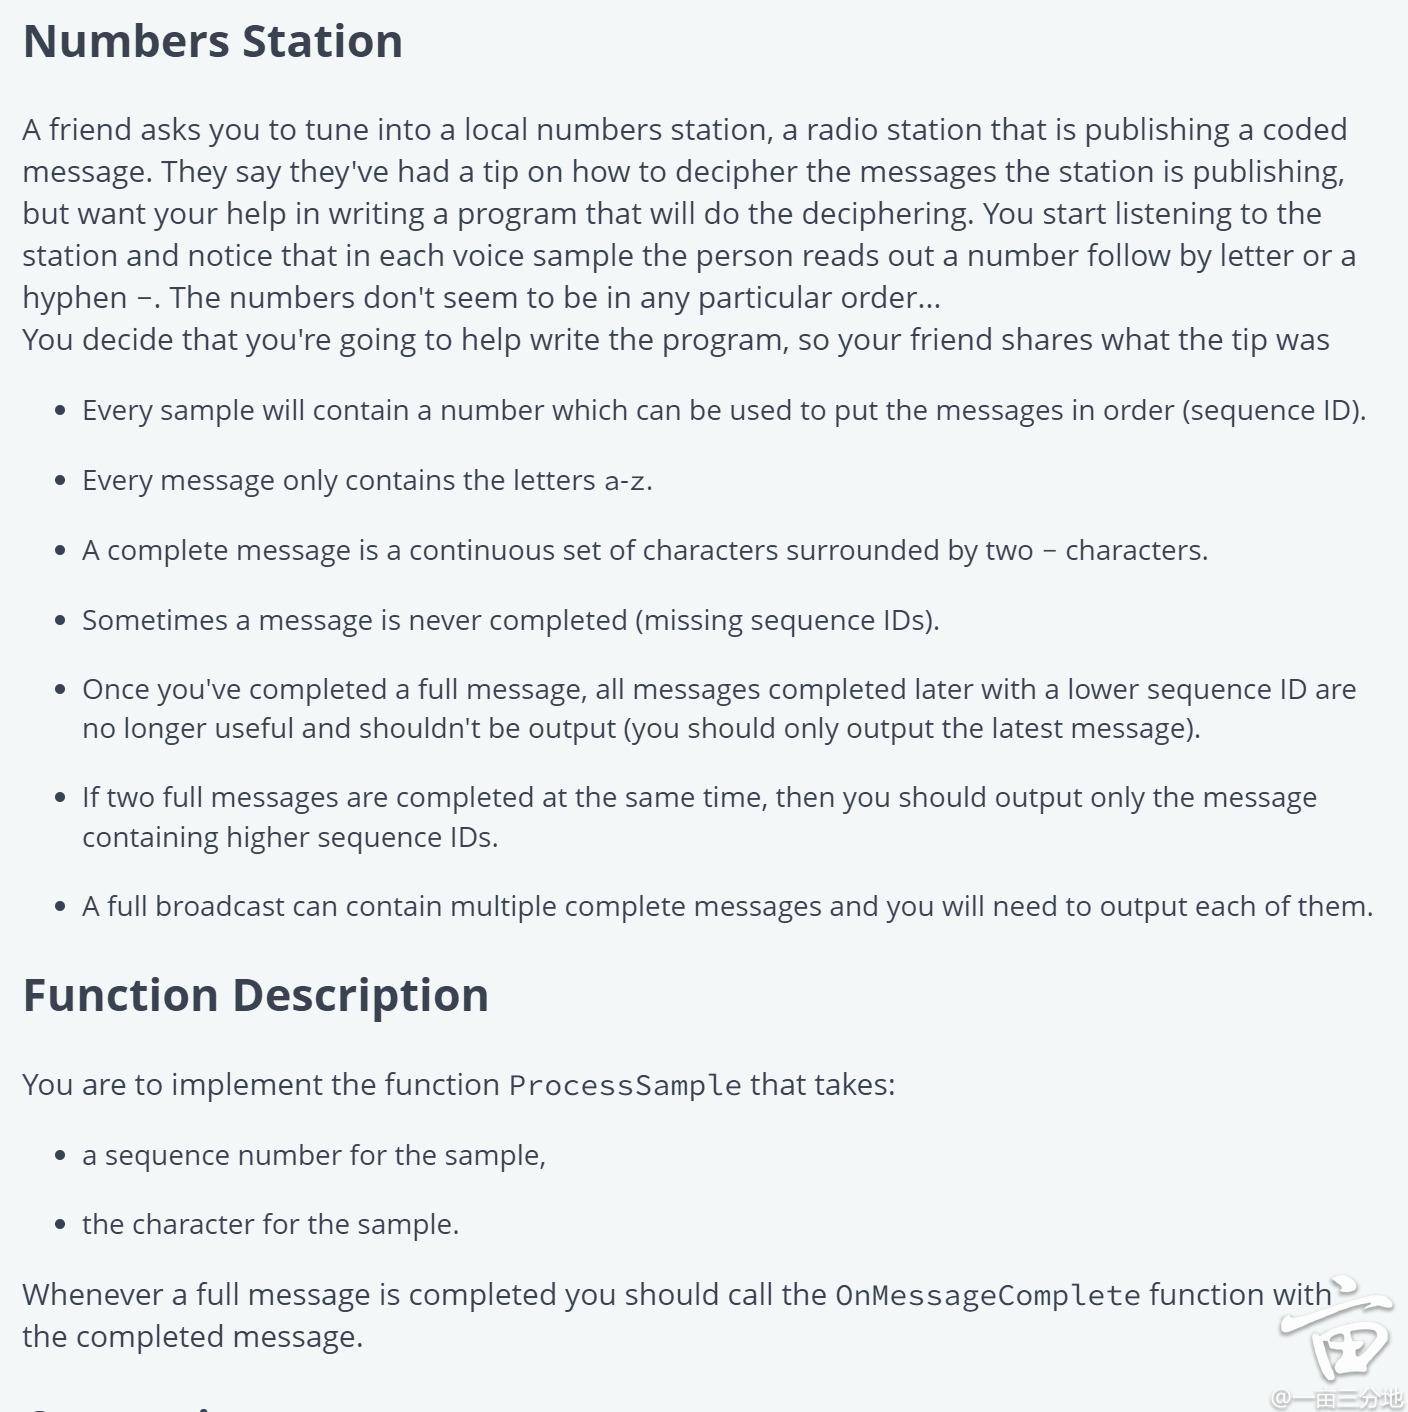 Numbers Station
A friend asks you to tune into a local numbers station, a radio station that is publishing a coded
message. They say they've had a tip on how to decipher the messages the station is publishing,
but want your help in writing a program that will do the deciphering. You start listening to the
station and notice that in each voice sample the person reads out a number follow by letter or a
hyphen -. The numbers don't seem to be in any particular order...
You decide that you're going to help write the program, so your friend shares what the tip was
• Every sample will contain a number which can be used to put the messages in order (sequence ID).
• Every message only contains the letters a-z.
• A complete message is a continuous set of characters surrounded by two - characters.
• Sometimes a message is never completed (missing sequence IDs).
• Once you've completed a full message, all messages completed later with a lower sequence ID are
no longer useful and shouldn't be output (you should only output the latest message).
• If two full messages are completed at the same time, then you should output only the message
containing higher sequence IDs.
• A full broadcast can contain multiple complete messages and you will need to output each of them.
Function Description
You are to implement the function ProcessSample that takes:
• a sequence number for the sample,
• the character for the sample.
Whenever a full message is completed you should call the OnMessageComplete function with
the completed message.
@一亩三分地